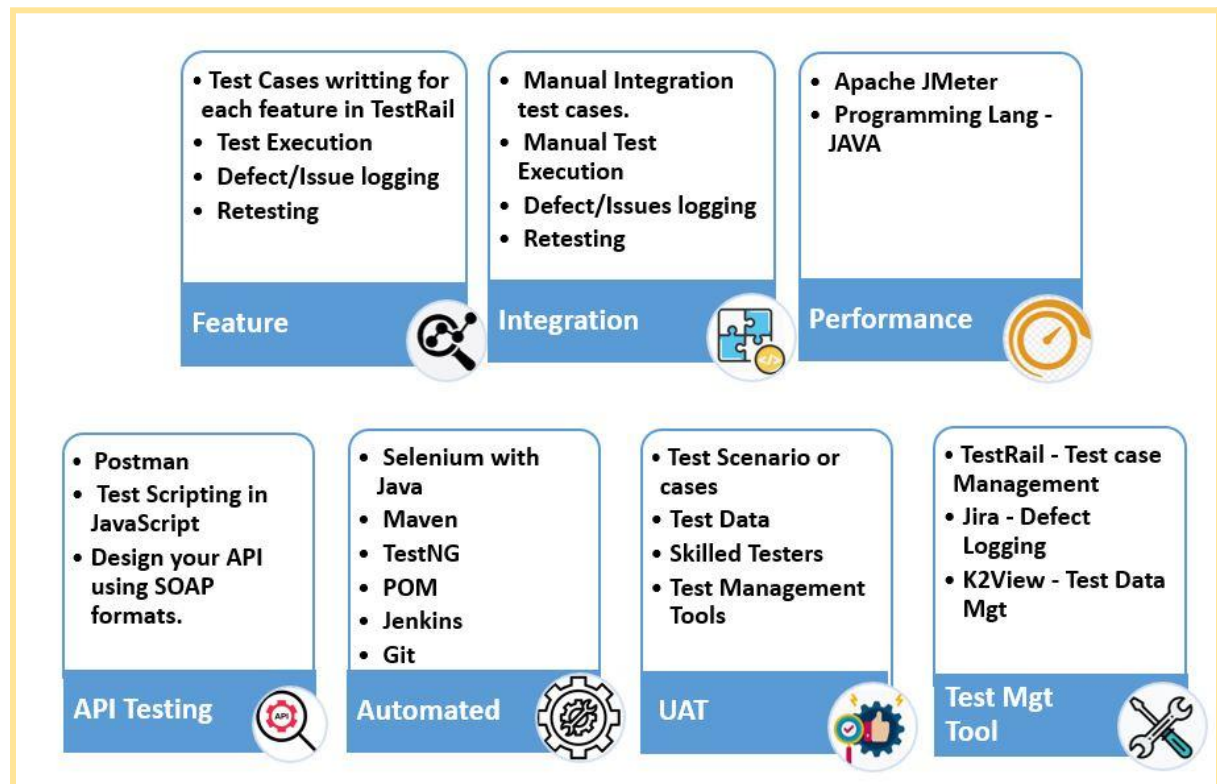 • Test Cases writting for
each feature in TestRail
• Test Execution
• Defect/Issue logging
• Retesting
Feature
• Manual Integration
test cases.
• Manual Test
Execution
• Defect/Issues logging
• Retesting
Integration
</>
• Apache JMeter
• Programming Lang -
JAVA
Performance
• Postman
• Test Scripting in
JavaScript
• Design your API
using SOAP
formats.
API Testing
API
• Selenium with
Java
• Maven
• TestNG
• POM
• Jenkins
• Git
Automated
• Test Scenario or
cases
• Test Data
• Skilled Testers
• Test Management
Tools
UAT
• TestRail - Test case
Management
• Jira - Defect
Logging
• K2View - Test Data
Mgt
Test Mgt
Tool